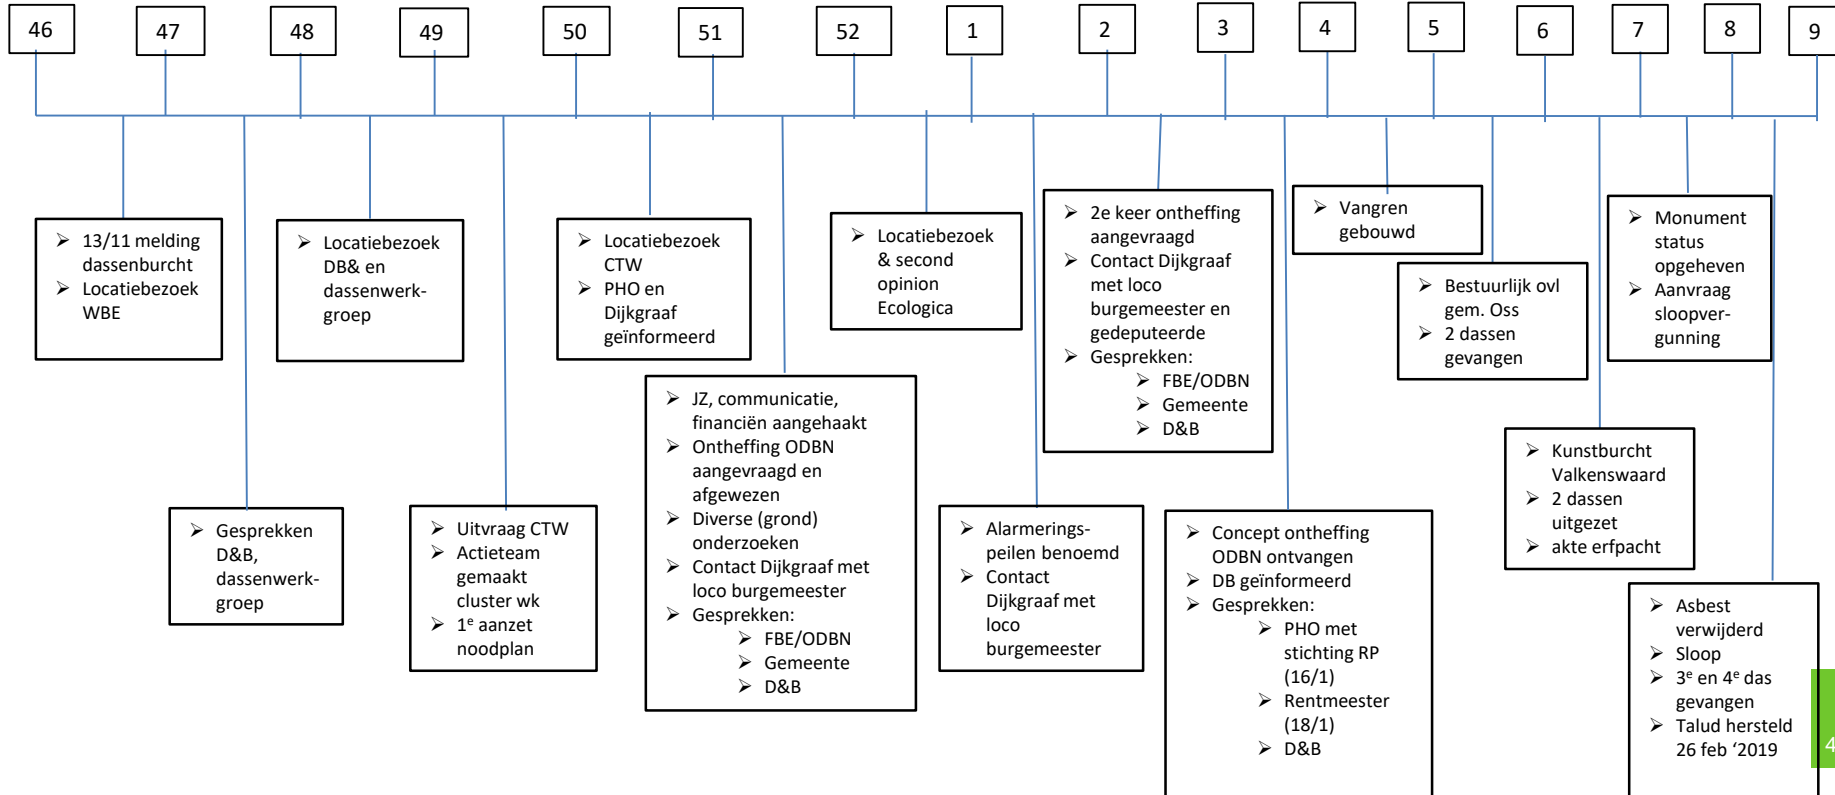 46
47
48
49
50
51
52
1
2
3
4
5
6
7
8
9
➢ 13/11 melding
dassenburcht
➢ Locatiebezoek
WBE
➢ Gesprekken
D&B,
dassenwerk-
groep
➢ Locatiebezoek
DB& en
dassenwerk-
groep
➢ Uitvraag CTW
➢ Actieteam
gemaakt
cluster wk
➢ 1e aanzet
noodplan
➢ Locatiebezoek
CTW
➢ PHO en
Dijkgraaf
geïnformeerd
➢ JZ, communicatie,
financiën aangehaakt
➢ Ontheffing ODBN
aangevraagd en
afgewezen
➢ Diverse (grond)
onderzoeken
➢ Contact Dijkgraaf met
loco burgemeester
➢ Gesprekken:
➢ FBE/ODBN
➢ Gemeente
➢ D&B
➢ Locatiebezoek
& second
opinion
Ecologica
➢ Alarmerings-
peilen benoemd
➢ Contact
Dijkgraaf met
loco
burgemeester
➢ 2e keer ontheffing
aangevraagd
➢ Contact Dijkgraaf
met loco
burgemeester en
gedeputeerde
➢ Gesprekken:
➢ FBE/ODBN
➢ Gemeente
➢ D&B
➢ Concept ontheffing
ODBN ontvangen
➢ DB geïnformeerd
➢ Gesprekken:
➢ PHO met
stichting RP
(16/1)
➢ Rentmeester
(18/1)
➢ D&B
➢ Vangren
gebouwd
➢ Bestuurlijk ovl
gem. Oss
➢ 2 dassen
gevangen
➢ Kunstburcht
Valkenswaard
➢ 2 dassen
uitgezet
➢ akte erfpacht
➢ Monument
status
opgeheven
➢ Aanvraag
sloopver-
gunning
➢ Asbest
verwijderd
➢ Sloop
➢ 3e en 4e das
gevangen
➢ Talud hersteld
26 feb ‘2019
4